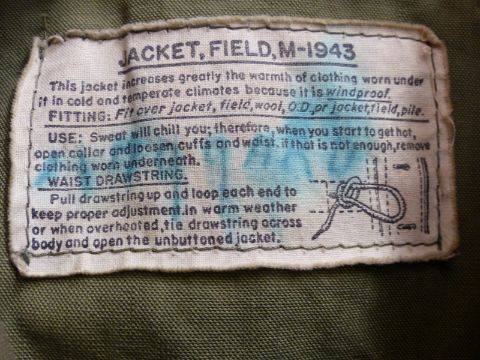 JACKET, FIELD, M-1943
This jacket increases greatly the warmth of clothing worn under
it in cold and temperate climates because it is windproof.
FITTING: Fit over jacket, field, wool, O.D., or jacket, field, pile.
USE: Sweat will chill you; therefore, when you start to get hot,
open collar and loosen cuffs and waist. if that is not enough, remove
clothing worn underneath.
WAIST DRAWSTRING.
Pull drawstring up and loop each end to
keep proper adjustment. In warm weather
or when overheated, tie drawstring across
body and open the unbuttoned jacket.